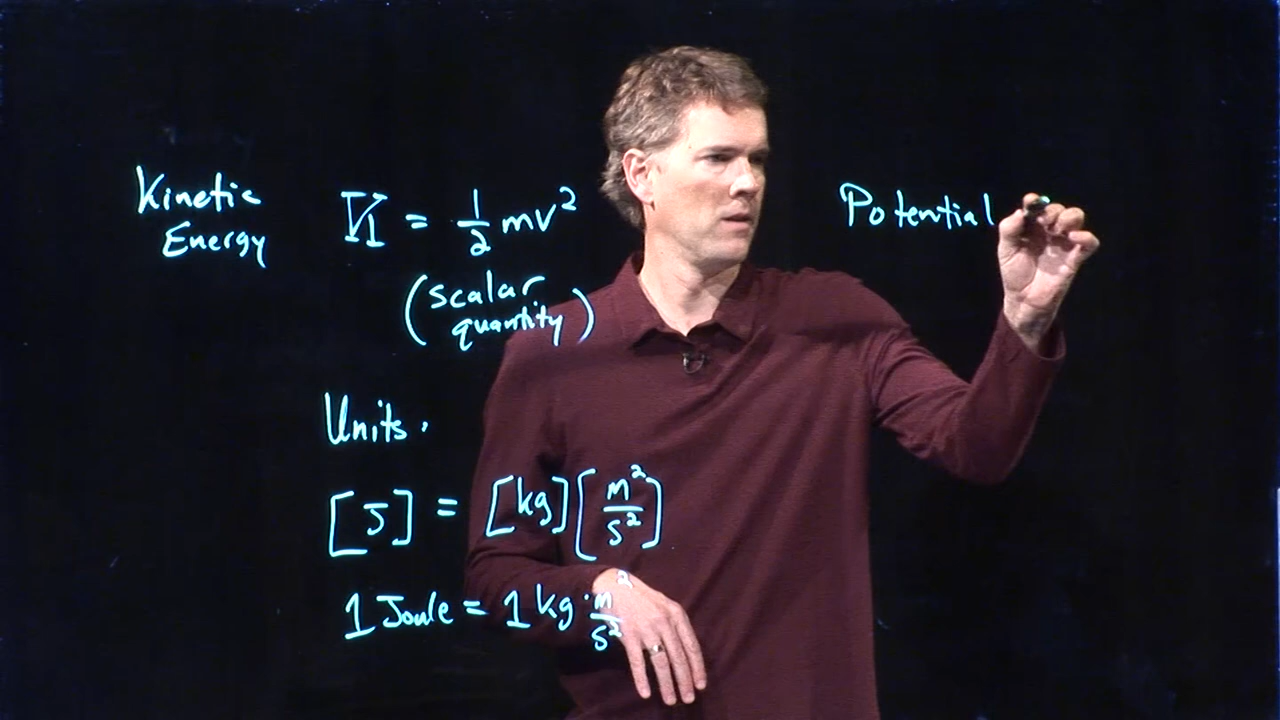 Kinetic
Energy
K = 1/2 mv²
(scalar
quantity)
Units.
[J] = [kg][m²/s²]
1 Joule = 1 kg · m²/s²
Potential